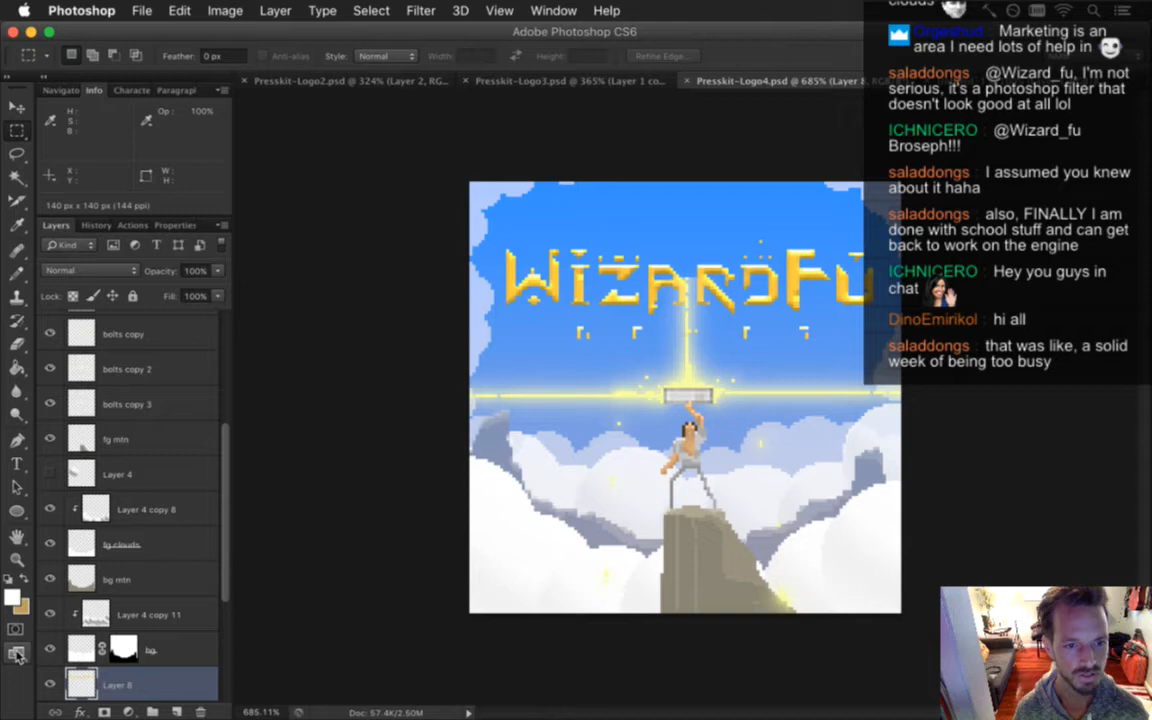 Photoshop File Edit Image Layer Type Select Filter 3D View Window Help
Adobe Photoshop CS6
Feather: 0 px Anti-alias Style: Normal Width: Height: Refine Edge...
Presskit-Logo2.psd @ 324% (Layer 2, RG... Presskit-Logo3.psd @ 365% (Layer 1 co... Presskit-Logo4.psd @ 685% (Layer 8, RG
Navigato Info Characte Paragrapl
H: Op: 100%
S:
B:
X: W:
Y: H:
140 px x 140 px (144 ppi)
Layers History Actions Properties
Kind
Normal Opacity: 100%
Lock: Fill: 100%
bolts copy
bolts copy 2
bolts copy 3
fg mtn
Layer 4
Layer 4 copy 8
fg clouds
bg mtn
Layer 4 copy 11
bg
Layer 8
685.11% Doc: 57.4K/2.50M
WizardFu
clouds
Orgeshud: Marketing is an
area I need lots of help in
saladdongs: @Wizard_fu, I'm not
serious, it's a photoshop filter that
doesn't look good at all lol
ICHNICERO: @Wizard_fu
Broseph!!!
saladdongs: I assumed you knew
about it haha
saladdongs: also, FINALLY I am
done with school stuff and can get
back to work on the engine
ICHNICERO: Hey you guys in
chat
DinoEmirikol: hi all
saladdongs: that was like, a solid
week of being too busy